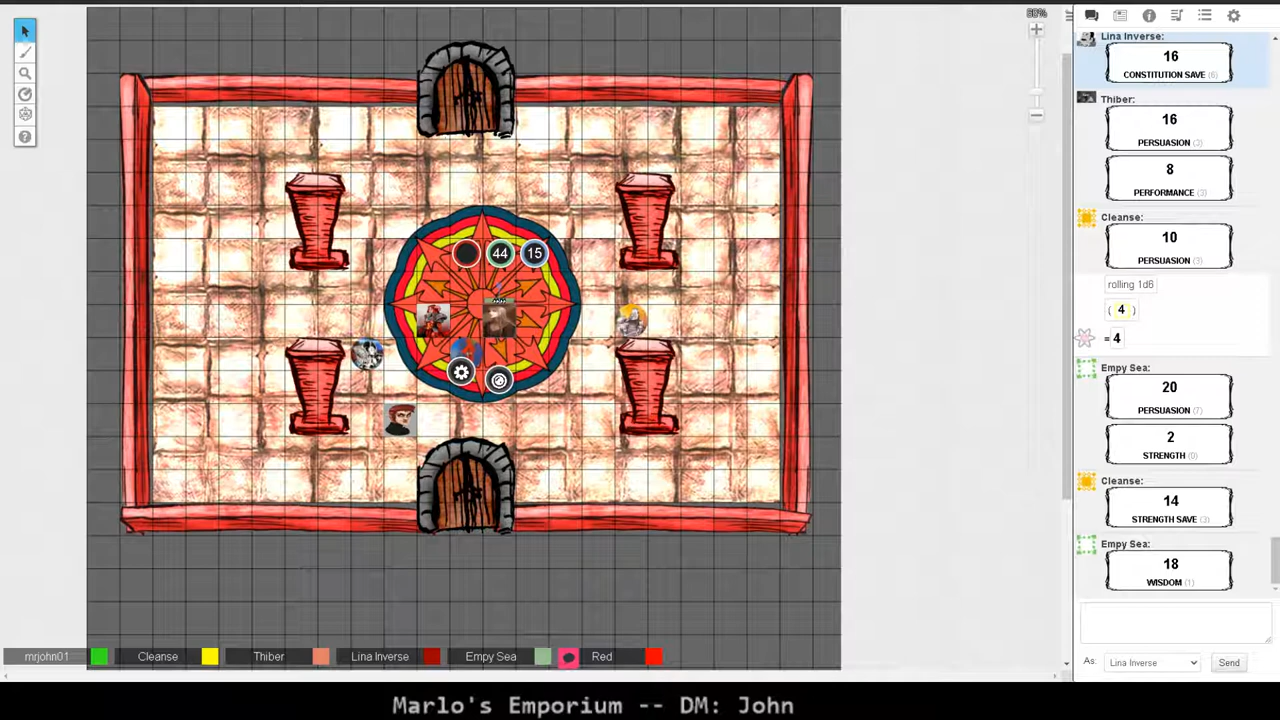 80%
Lina Inverse:
16
CONSTITUTION SAVE (6)
Thiber:
16
PERSUASION (3)
8
PERFORMANCE (3)
Cleanse:
10
PERSUASION (3)
rolling 1d6
( 4 )
= 4
Empy Sea:
20
PERSUASION (7)
2
STRENGTH (0)
Cleanse:
14
STRENGTH SAVE (3)
Empy Sea:
18
WISDOM (1)
44 15
mrjohn01 Cleanse Thiber Lina Inverse Empy Sea Red
As: Lina Inverse Send
Marlo's Emporium -- DM: John